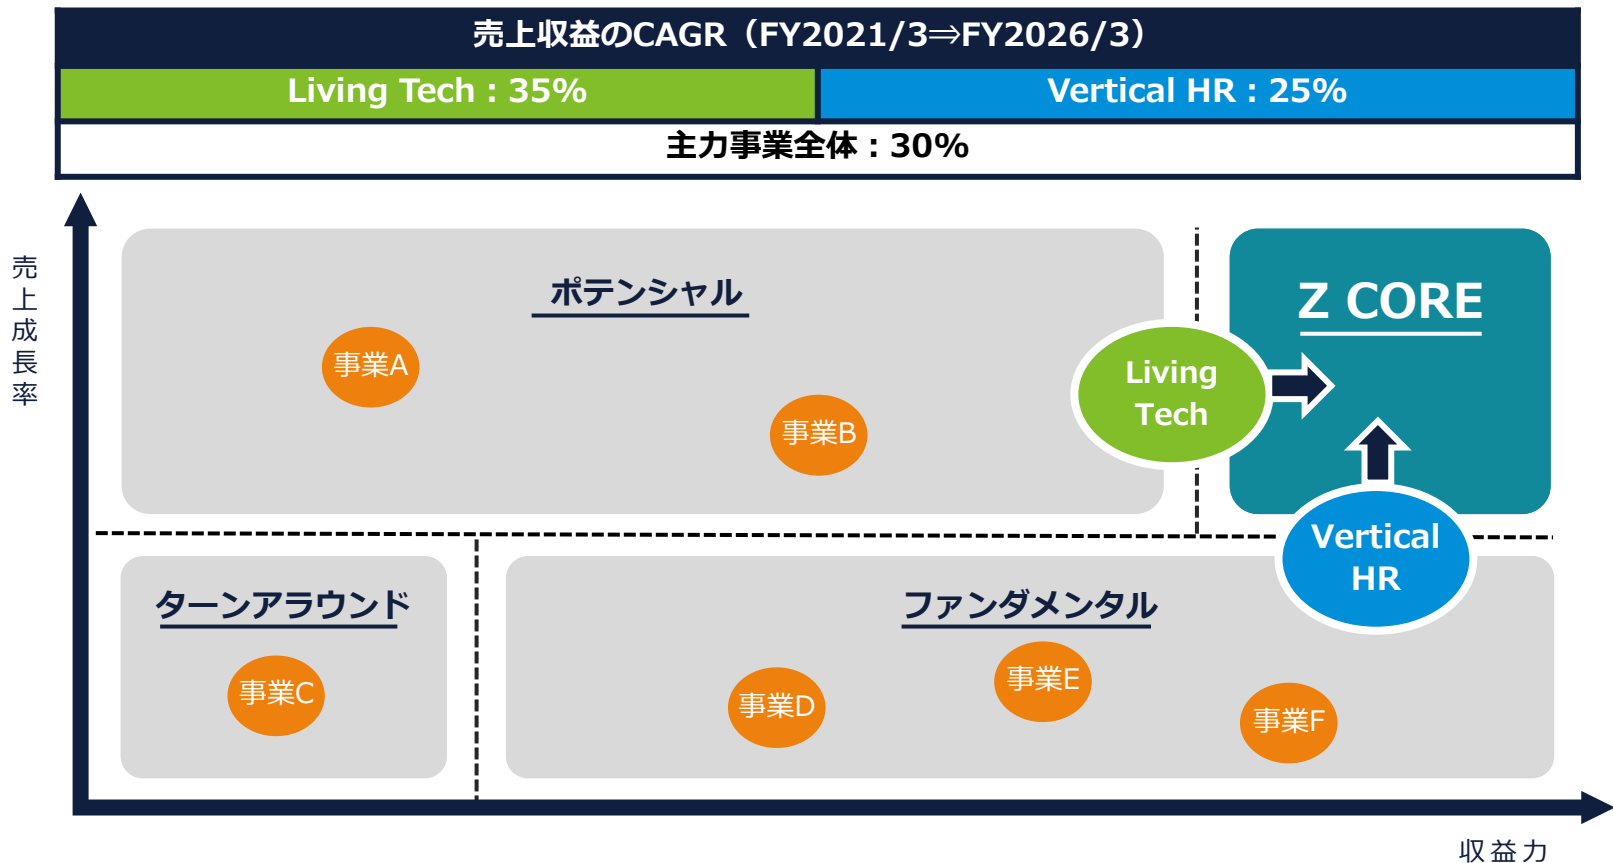 売上収益のCAGR（FY2021/3⇒FY2026/3）
Living Tech：35%
Vertical HR：25%
主力事業全体：30%
売上成長率
ポテンシャル
Z CORE
事業A
Living
Tech
事業B
Vertical
HR
ターンアラウンド
ファンダメンタル
事業C
事業D
事業E
事業F
収益力